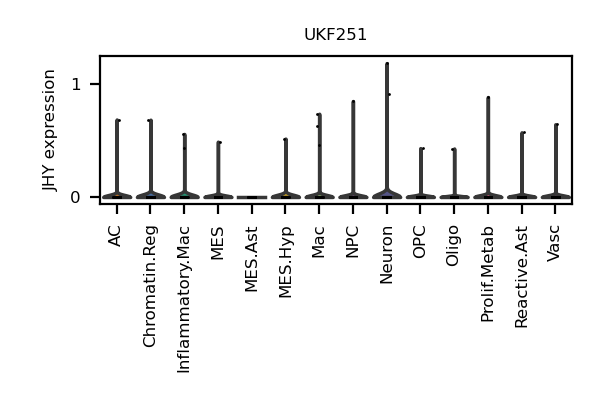 UKF251
JHY expression
1
0
AC
Chromatin.Reg
Inflammatory.Mac
MES
MES.Ast
MES.Hyp
Mac
NPC
Neuron
OPC
Oligo
Prolif.Metab
Reactive.Ast
Vasc